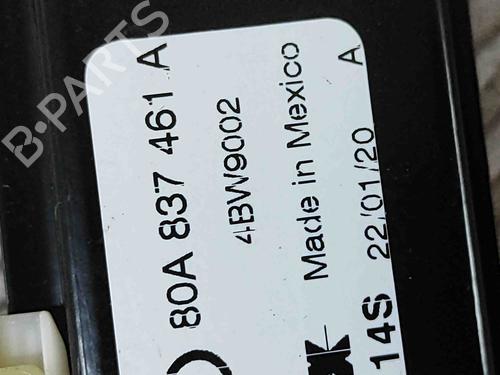 80A 837 461 A
4BW9002
Made in Mexico
14S 22/01/20 A
B-PARTS